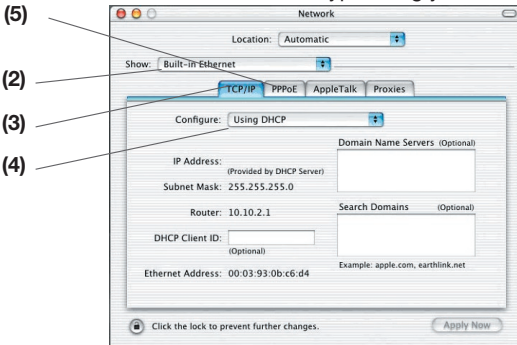 (5)
Network
Location: Automatic
(2)
Show: Built-in Ethernet
(3)
TCP/IP PPPoE AppleTalk Proxies
(4)
Configure: Using DHCP
Domain Name Servers (Optional)
IP Address:
(Provided by DHCP Server)
Subnet Mask: 255.255.255.0
Router: 10.10.2.1
Search Domains (Optional)
DHCP Client ID:
(Optional)
Example: apple.com, earthlink.net
Ethernet Address: 00:03:93:0b:c6:d4
Click the lock to prevent further changes.
Apply Now